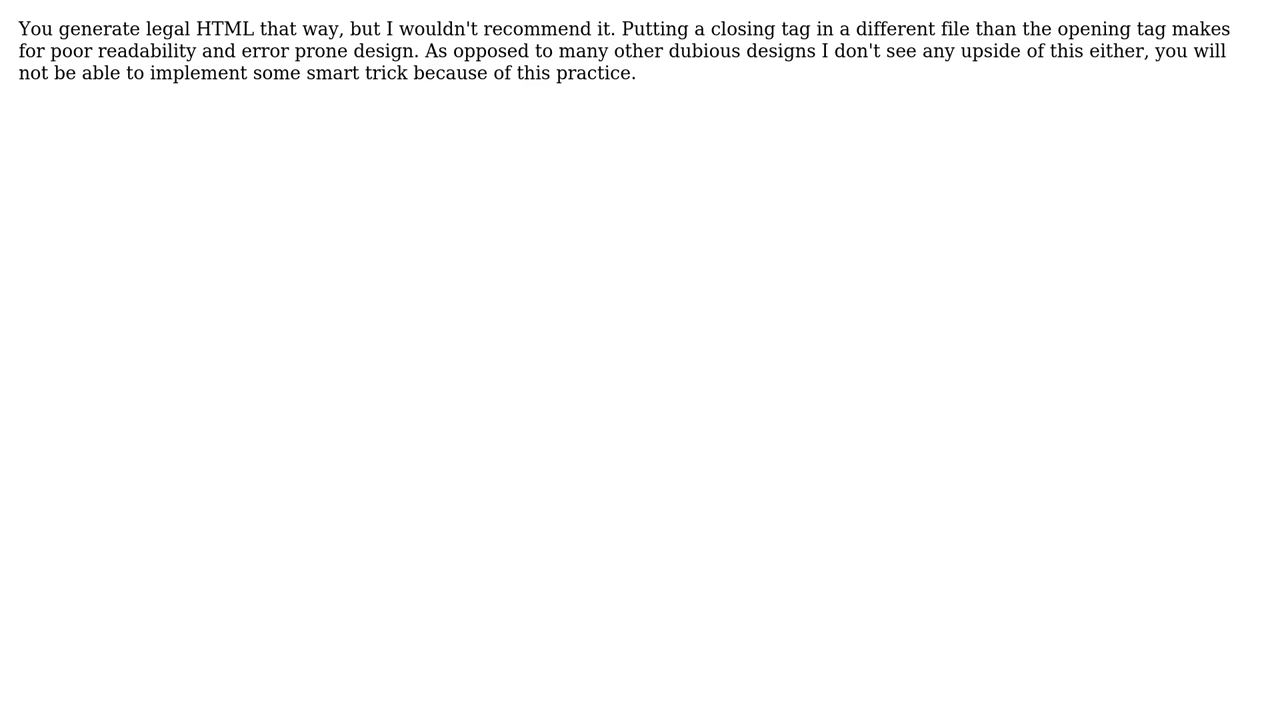 You generate legal HTML that way, but I wouldn't recommend it. Putting a closing tag in a different file than the opening tag makes
for poor readability and error prone design. As opposed to many other dubious designs I don't see any upside of this either, you will
not be able to implement some smart trick because of this practice.